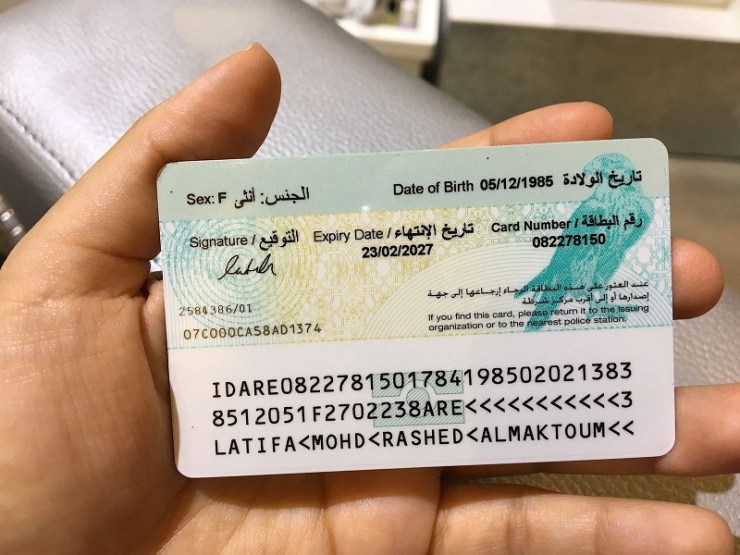 Sex: F الجنس: أنثى
Date of Birth 05/12/1985 تاريخ الولادة
Signature / التوقيع
Expiry Date / تاريخ الإنتهاء
23/02/2027
Card Number / رقم البطاقة
082278150
2584386/01
07C000CA58AD1374
عند العثور على هذه البطاقة الرجاء إرجاعها إلى جهة
إصدارها أو إلى أقرب مركز شرطة
If you find this card, please return it to the issuing
organization or to the nearest police station.
IDARE0822781501784198502021383
8512051F2702238ARE<<<<<<<<<<<3
LATIFA<MOHD<RASHED<ALMAKTOUM<<